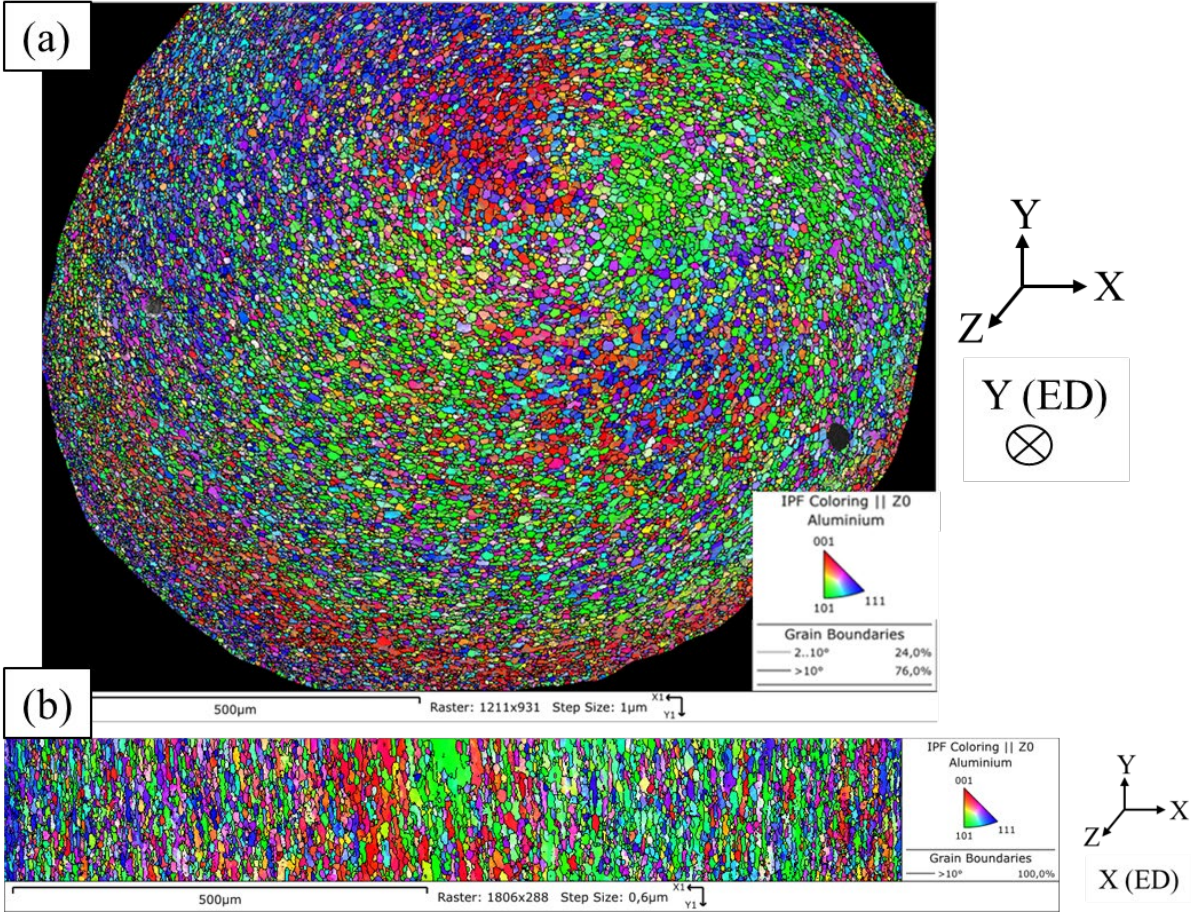 (a)
Y
X
Z
Y (ED)
IPF Coloring || Z0
Aluminium
001
101
111
Grain Boundaries
2..10° 24,0%
>10° 76,0%
500µm
Raster: 1211x931 Step Size: 1µm
X1
Y1
(b)
IPF Coloring || Z0
Aluminium
001
101
111
Grain Boundaries
>10° 100,0%
Y
X
Z
X (ED)
500µm
Raster: 1806x288 Step Size: 0,6µm
X1
Y1